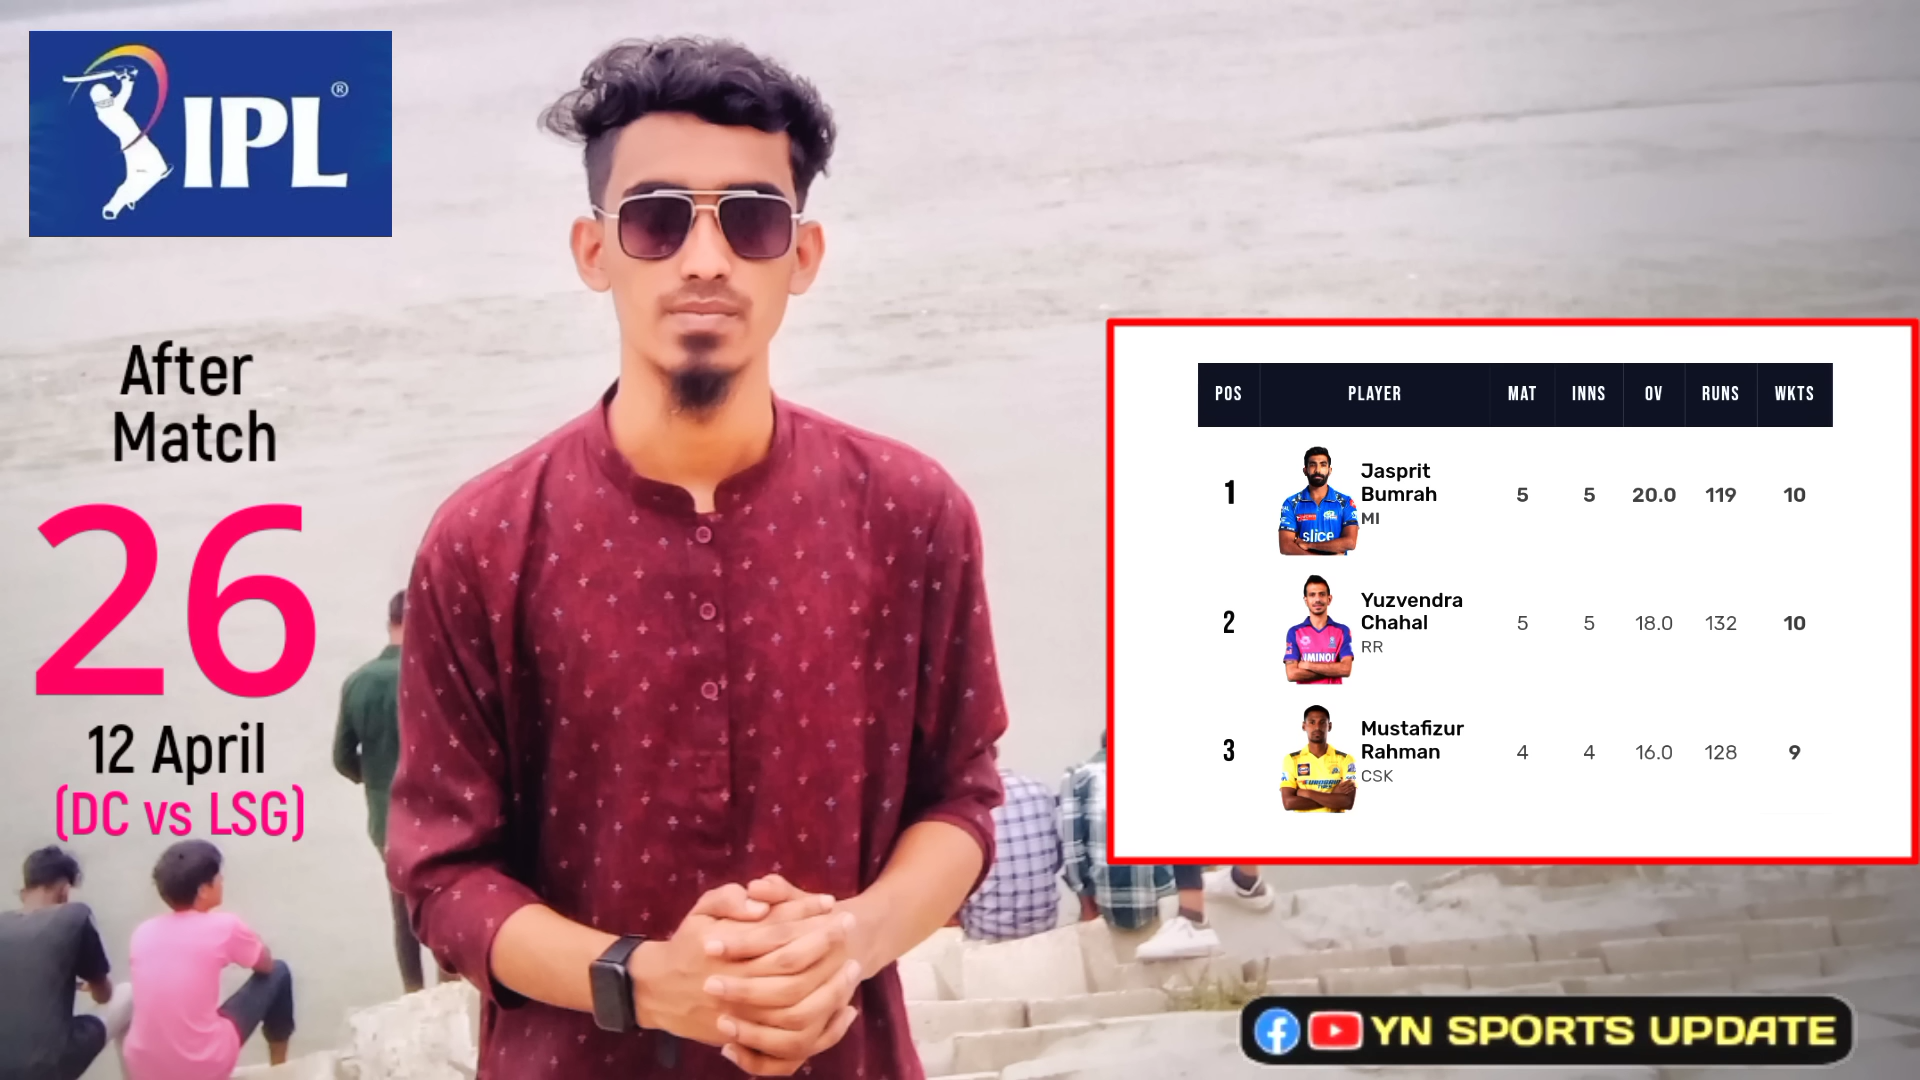 IPL®
After
Match
26
12 April
(DC vs LSG)
POS PLAYER MAT INNS OV RUNS WKTS
1 Jasprit Bumrah MI 5 5 20.0 119 10
slice
2 Yuzvendra Chahal RR 5 5 18.0 132 10
3 Mustafizur Rahman CSK 4 4 16.0 128 9
YN SPORTS UPDATE